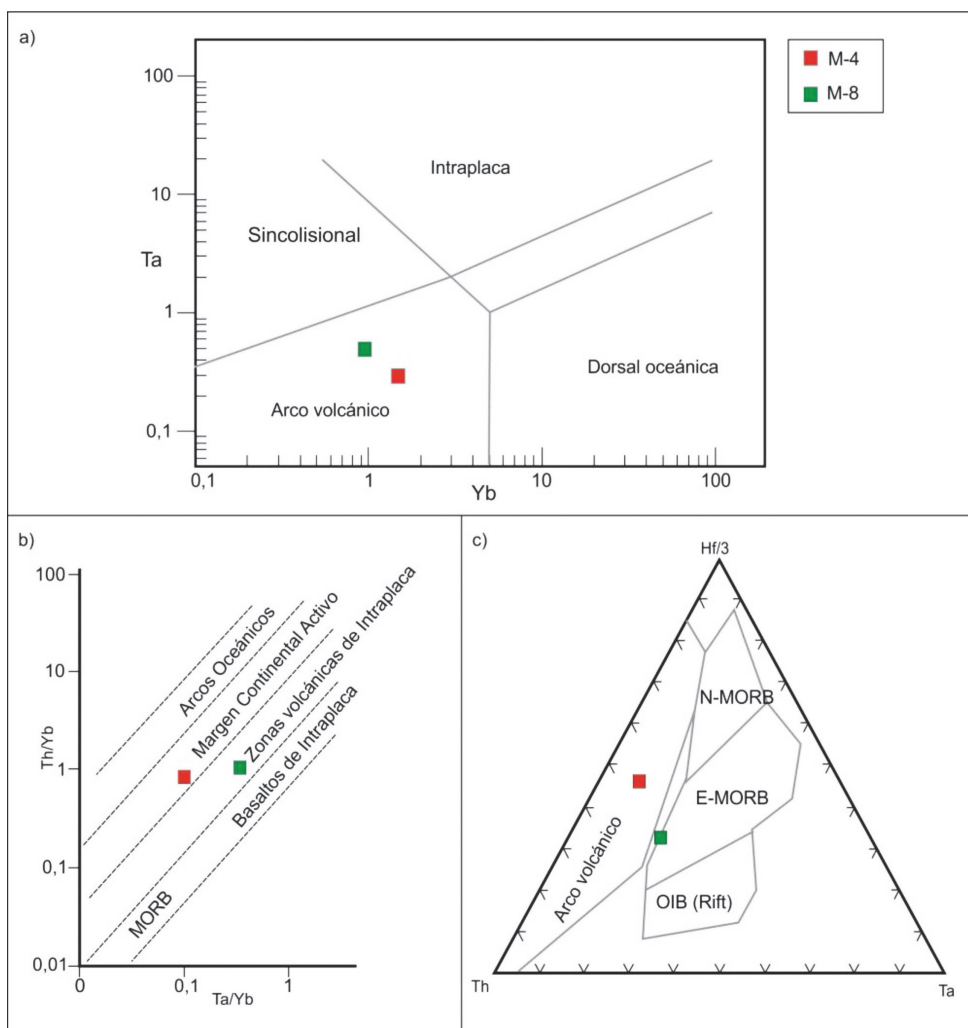 a)
M-4
M-8
100
10
1
0,1
Ta
Intraplaca
Sincolisional
Dorsal oceánica
Arco volcánico
0,1
1
10
100
Yb
b)
100
10
1
0,1
0,01
Th/Yb
Arcos Oceánicos
Margen Continental Activo
Zonas volcánicas de Intraplaca
Basaltos de Intraplaca
MORB
0
0,1
1
Ta/Yb
c)
Hf/3
N-MORB
E-MORB
Arco volcánico
OIB (Rift)
Th
Ta